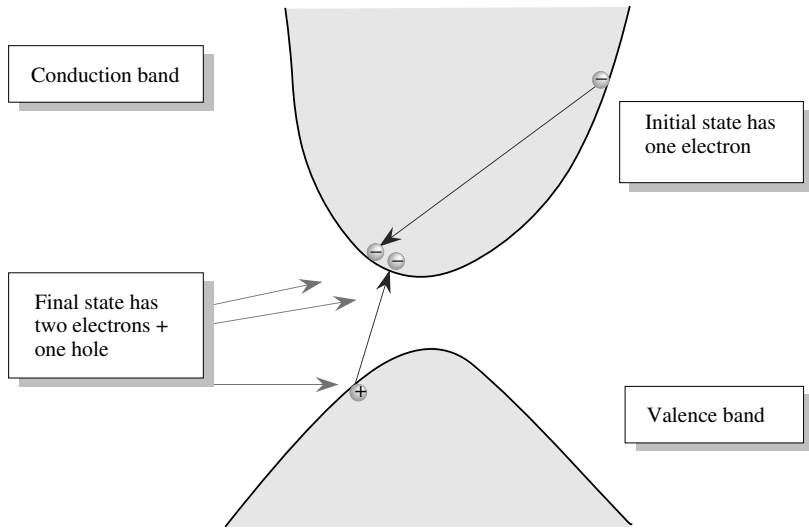 Conduction band
Initial state has
one electron
Final state has
two electrons +
one hole
Valence band
−
−
−
+